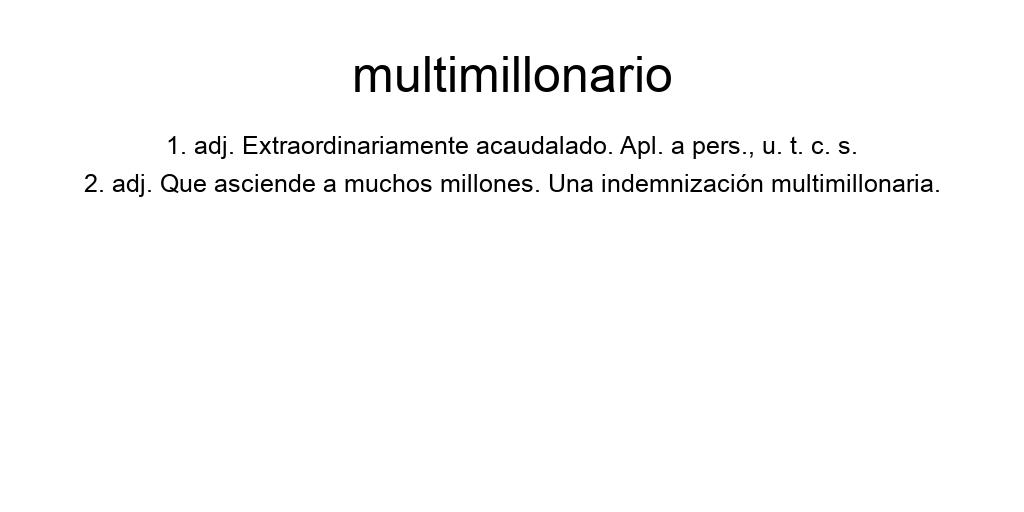 multimillonario
1. adj. Extraordinariamente acaudalado. Apl. a pers., u. t. c. s.
2. adj. Que asciende a muchos millones. Una indemnización multimillonaria.